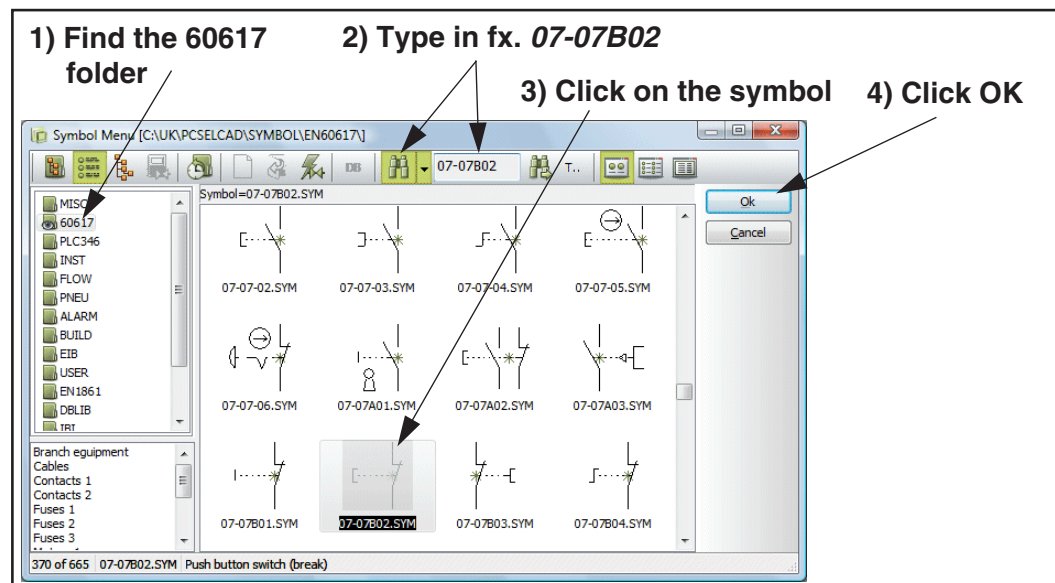 1) Find the 60617
folder
2) Type in fx. 07-07B02
3) Click on the symbol
4) Click OK
Symbol Menu [C:\UK\PCSELCAD\SYMBOL\EN60617\]
DB
07-07B02
T..
MISC
60617
PLC346
INST
FLOW
PNEU
ALARM
BUILD
EIB
USER
EN1861
DBLIB
Symbol=07-07B02.SYM
07-07-02.SYM 07-07-03.SYM 07-07-04.SYM 07-07-05.SYM
07-07-06.SYM 07-07A01.SYM 07-07A02.SYM 07-07A03.SYM
07-07B01.SYM 07-07B02.SYM 07-07B03.SYM 07-07B04.SYM
Ok
Cancel
Branch equipment
Cables
Contacts 1
Contacts 2
Fuses 1
Fuses 2
Fuses 3
370 of 665 07-07B02.SYM Push button switch (break)